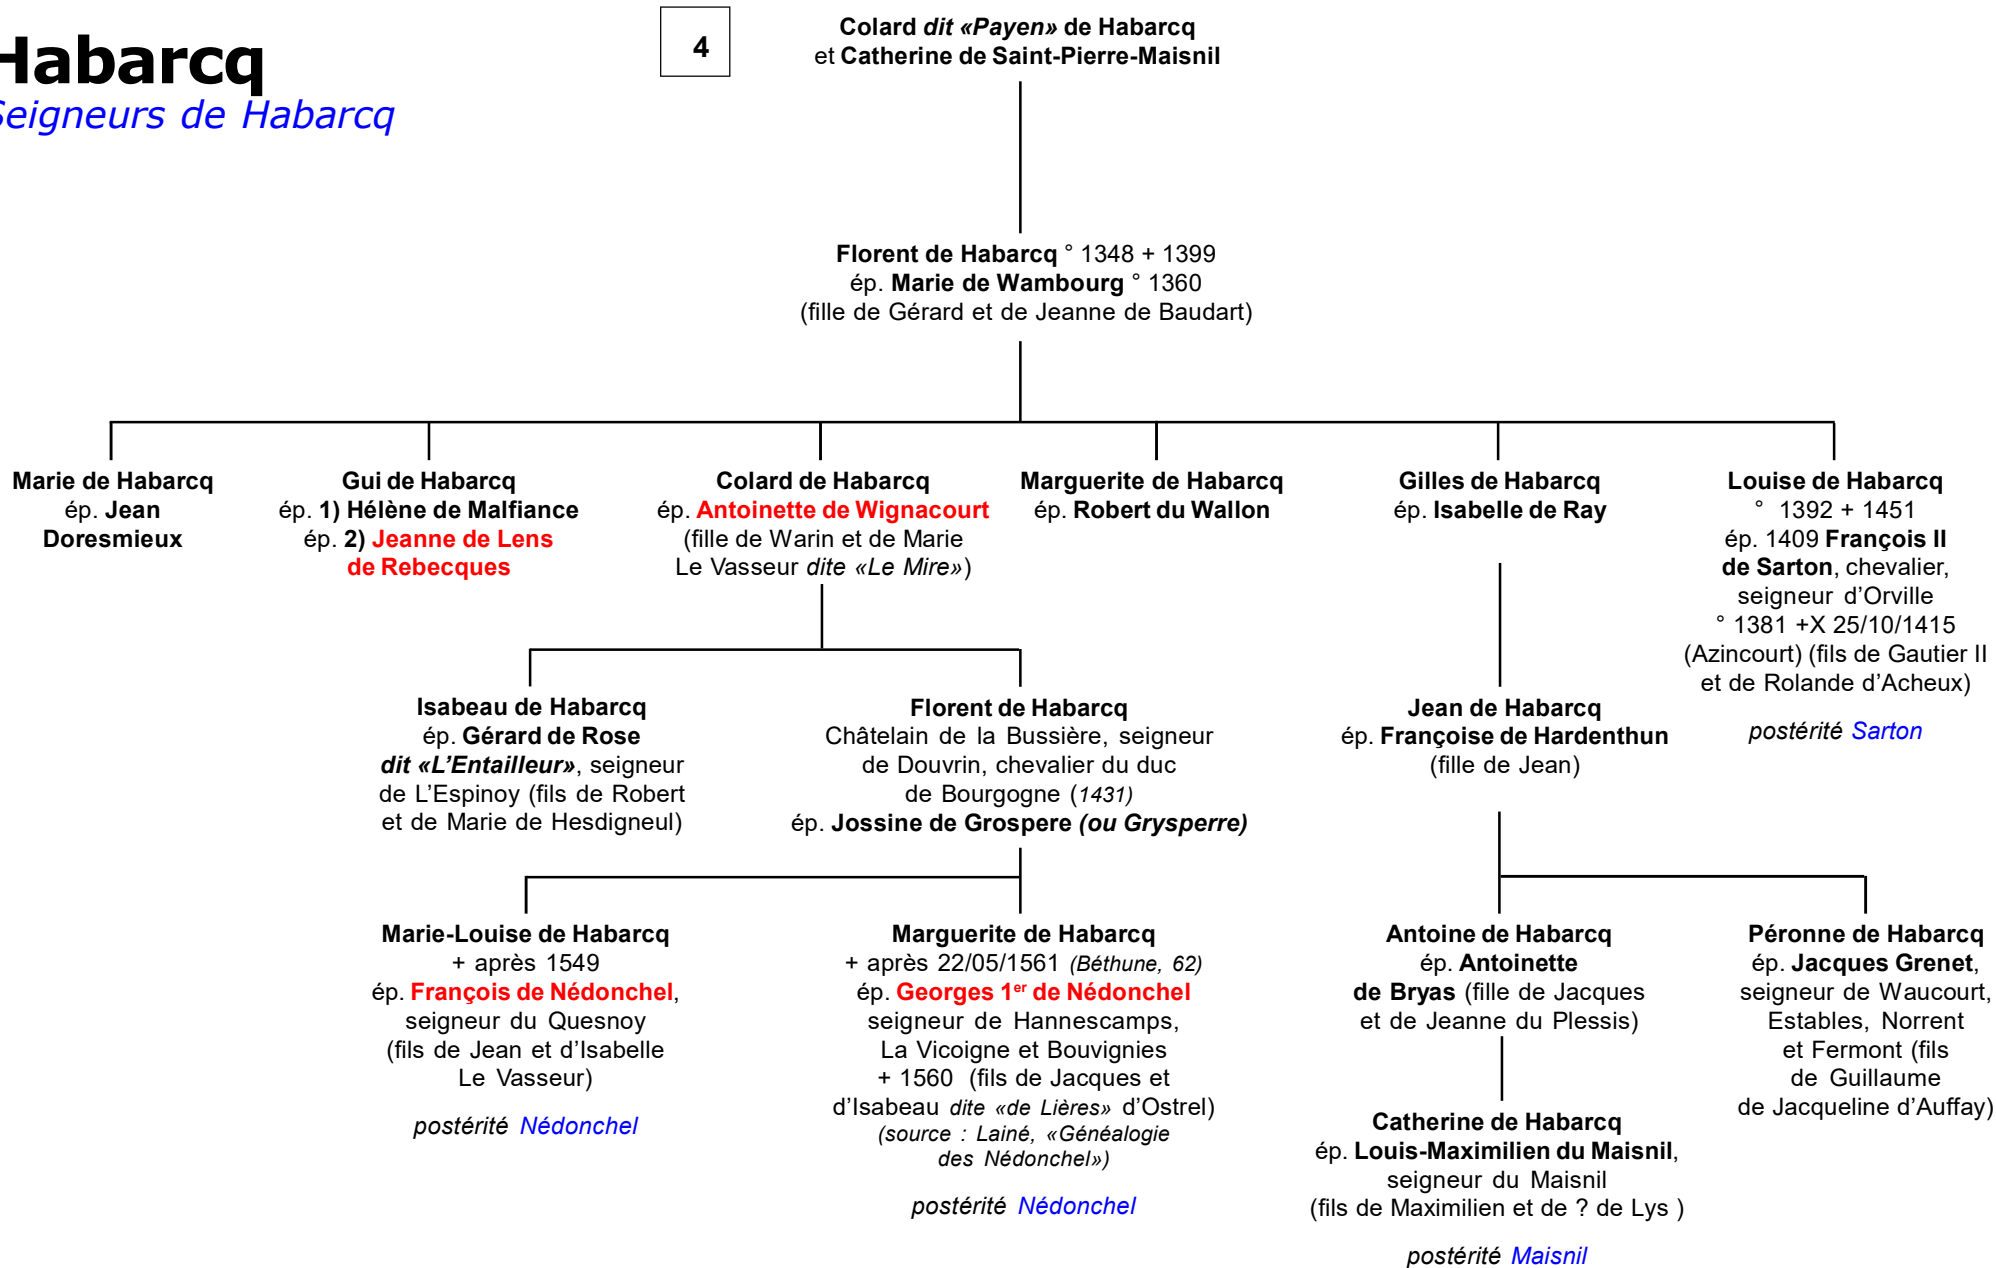 Habarcq
Seigneurs de Habarcq
4
Colard dit «Payen» de Habarcq
et Catherine de Saint-Pierre-Maisnil
Florent de Habarcq ° 1348 + 1399
ép. Marie de Wambourg ° 1360
(fille de Gérard et de Jeanne de Baudart)
Marie de Habarcq
ép. Jean
Doresmieux
Gui de Habarcq
ép. 1) Hélène de Malfiance
ép. 2) Jeanne de Lens
de Rebecques
Colard de Habarcq
ép. Antoinette de Wignacourt
(fille de Warin et de Marie
Le Vasseur dite «Le Mire»)
Marguerite de Habarcq
ép. Robert du Wallon
Gilles de Habarcq
ép. Isabelle de Ray
Louise de Habarcq
° 1392 + 1451
ép. 1409 François II
de Sarton, chevalier,
seigneur d’Orville
° 1381 +X 25/10/1415
(Azincourt) (fils de Gautier II
et de Rolande d’Acheux)
postérité Sarton
Isabeau de Habarcq
ép. Gérard de Rose
dit «L’Entailleur», seigneur
de L’Espinoy (fils de Robert
et de Marie de Hesdigneul)
Florent de Habarcq
Châtelain de la Bussière, seigneur
de Douvrin, chevalier du duc
de Bourgogne (1431)
ép. Jossine de Grospere (ou Grysperre)
Jean de Habarcq
ép. Françoise de Hardenthun
(fille de Jean)
Marie-Louise de Habarcq
+ après 1549
ép. François de Nédonchel,
seigneur du Quesnoy
(fils de Jean et d’Isabelle
Le Vasseur)
postérité Nédonchel
Marguerite de Habarcq
+ après 22/05/1561 (Béthune, 62)
ép. Georges 1er de Nédonchel
seigneur de Hannescamps,
La Vicoigne et Bouvignies
+ 1560 (fils de Jacques et
d’Isabeau dite «de Lières» d’Ostrel)
(source : Lainé, «Généalogie
des Nédonchel»)
postérité Nédonchel
Antoine de Habarcq
ép. Antoinette
de Bryas (fille de Jacques
et de Jeanne du Plessis)
Péronne de Habarcq
ép. Jacques Grenet,
seigneur de Waucourt,
Estables, Norrent
et Fermont (fils
de Guillaume
de Jacqueline d’Auffay)
Catherine de Habarcq
ép. Louis-Maximilien du Maisnil,
seigneur du Maisnil
(fils de Maximilien et de ? de Lys )
postérité Maisnil